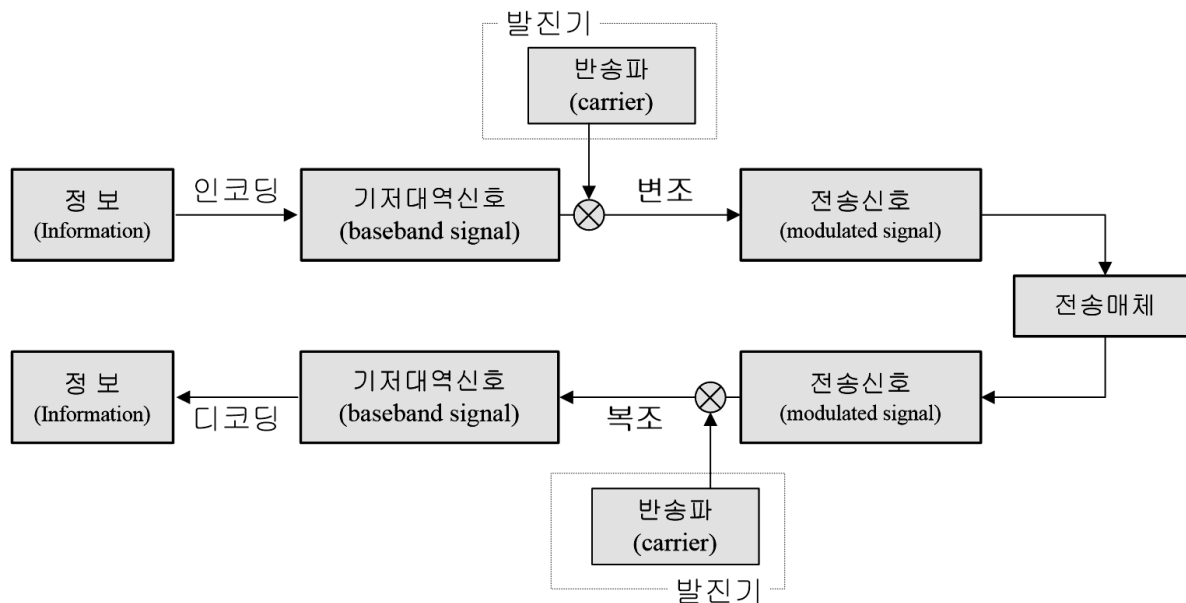 발진기
반송파
(carrier)
정 보
(Information)
인코딩
기저대역신호
(baseband signal)
변조
전송신호
(modulated signal)
전송매체
정 보
(Information)
디코딩
기저대역신호
(baseband signal)
복조
전송신호
(modulated signal)
반송파
(carrier)
발진기